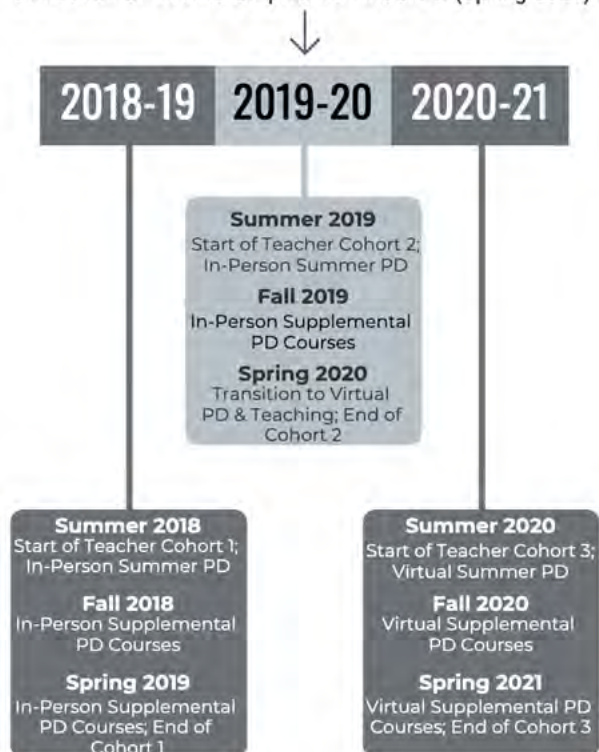 2018-19 2019-20 2020-21
Summer 2019
Start of Teacher Cohort 2;
In-Person Summer PD
Fall 2019
In-Person Supplemental
PD Courses
Spring 2020
Transition to Virtual
PD & Teaching; End of
Cohort 2
Summer 2018
Start of Teacher Cohort 1;
In-Person Summer PD
Fall 2018
In-Person Supplemental
PD Courses
Spring 2019
In-Person Supplemental
PD Courses; End of
Cohort 1
Summer 2020
Start of Teacher Cohort 3;
Virtual Summer PD
Fall 2020
Virtual Supplemental
PD Courses
Spring 2021
Virtual Supplemental PD
Courses; End of Cohort 3